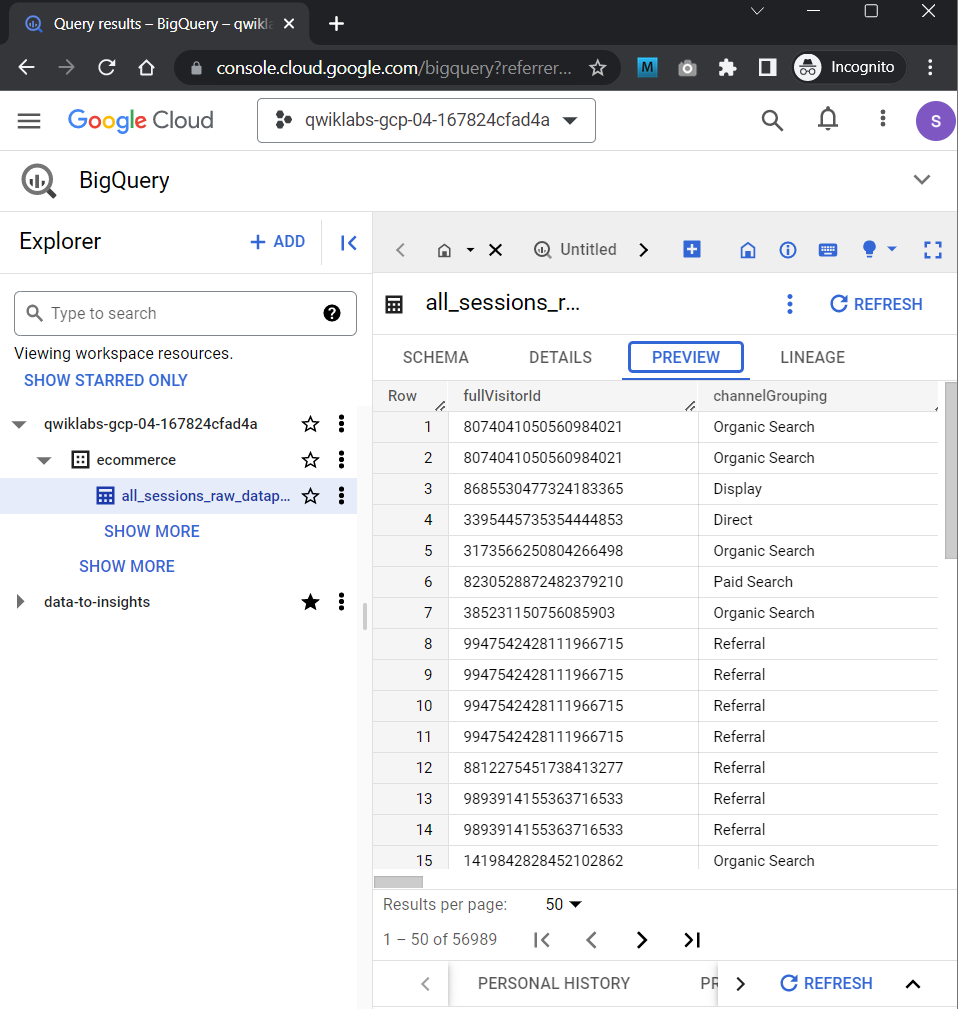 Query results – BigQuery – qwikla
console.cloud.google.com/bigquery?referrer...
M
Incognito
Google Cloud
qwiklabs-gcp-04-167824cfad4a
S
BigQuery
Explorer
+ ADD
Type to search
?
Viewing workspace resources.
SHOW STARRED ONLY
qwiklabs-gcp-04-167824cfad4a
ecommerce
all_sessions_raw_datap...
SHOW MORE
SHOW MORE
data-to-insights
Untitled
all_sessions_r...
REFRESH
SCHEMA DETAILS PREVIEW LINEAGE
Row fullVisitorId channelGrouping
1 8074041050560984021 Organic Search
2 8074041050560984021 Organic Search
3 8685530477324183365 Display
4 3395445735354444853 Direct
5 3173566250804266498 Organic Search
6 8230528872482379210 Paid Search
7 385231150756085903 Organic Search
8 9947542428111966715 Referral
9 9947542428111966715 Referral
10 9947542428111966715 Referral
11 9947542428111966715 Referral
12 8812275451738413277 Referral
13 9893914155363716533 Referral
14 9893914155363716533 Referral
15 1419842828452102862 Organic Search
Results per page: 50
1 – 50 of 56989
PERSONAL HISTORY PR REFRESH